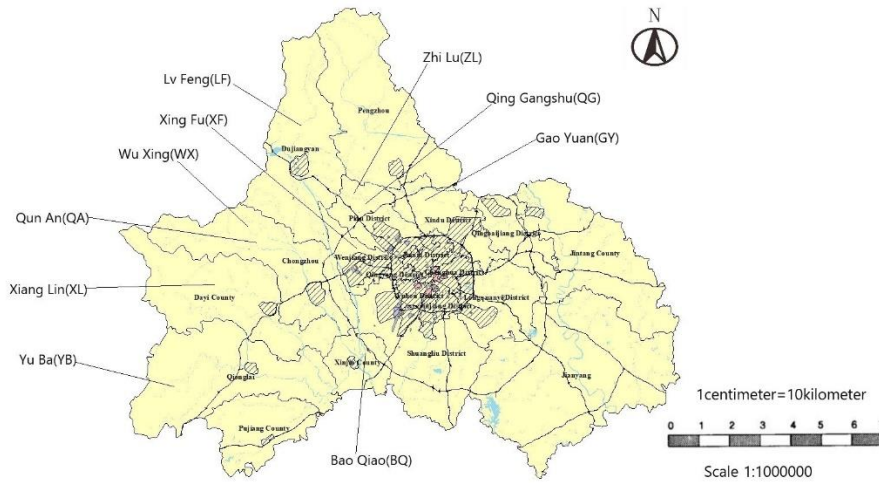 N
Zhi Lu(ZL)
Lv Feng(LF)
Qing Gangshu(QG)
Pengzhou
Xing Fu(XF)
Gao Yuan(GY)
Dujiangyan
Wu Xing(WX)
Qun An(QA)
Pidu District
Xindu District
Qingbaijiang District
Jintang County
Chongzhou
Wenjiang District
Xiang Lin(XL)
Dayi County
Longquanyi District
Shuangliu District
Yu Ba(YB)
Xinjin County
Qionglai
Jianyang
1centimeter=10kilometer
Pujiang County
0 1 2 3 4 5 6 7
Bao Qiao(BQ)
Scale 1:1000000